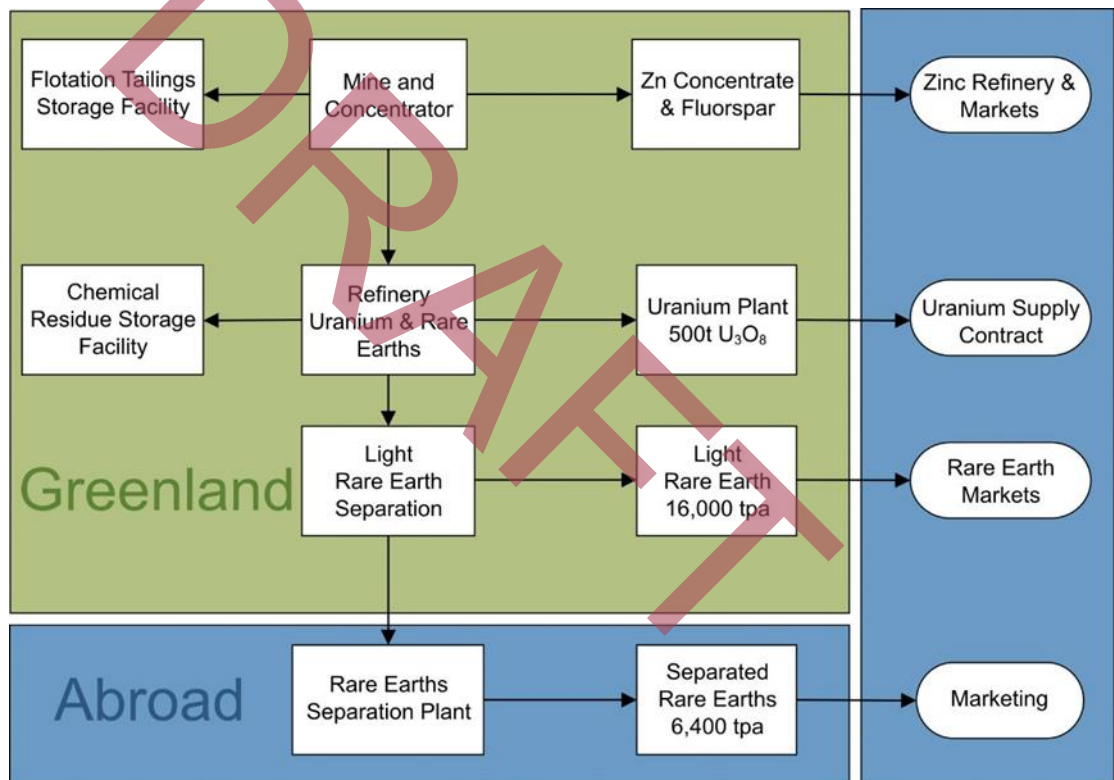 Flotation Tailings
Storage Facility
Mine and
Concentrator
Zn Concentrate
& Fluorspar
Zinc Refinery &
Markets
Chemical
Residue Storage
Facility
Refinery
Uranium & Rare
Earths
Uranium Plant
500t U₃O₈
Uranium Supply
Contract
Greenland
Light
Rare Earth
Separation
Light
Rare Earth
16,000 tpa
Rare Earth
Markets
Abroad
Rare Earths
Separation Plant
Separated
Rare Earths
6,400 tpa
Marketing
DRAFT